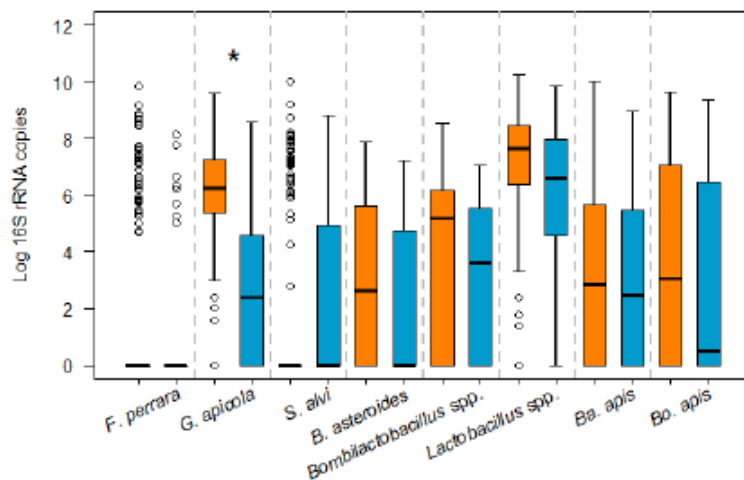 Log 16S rRNA copies
12
10
8
6
4
2
0
*
F. perrara
G. apicola
S. alvi
B. asteroides
Bombilactobacillus spp.
Lactobacillus spp.
Ba. apis
Bo. apis